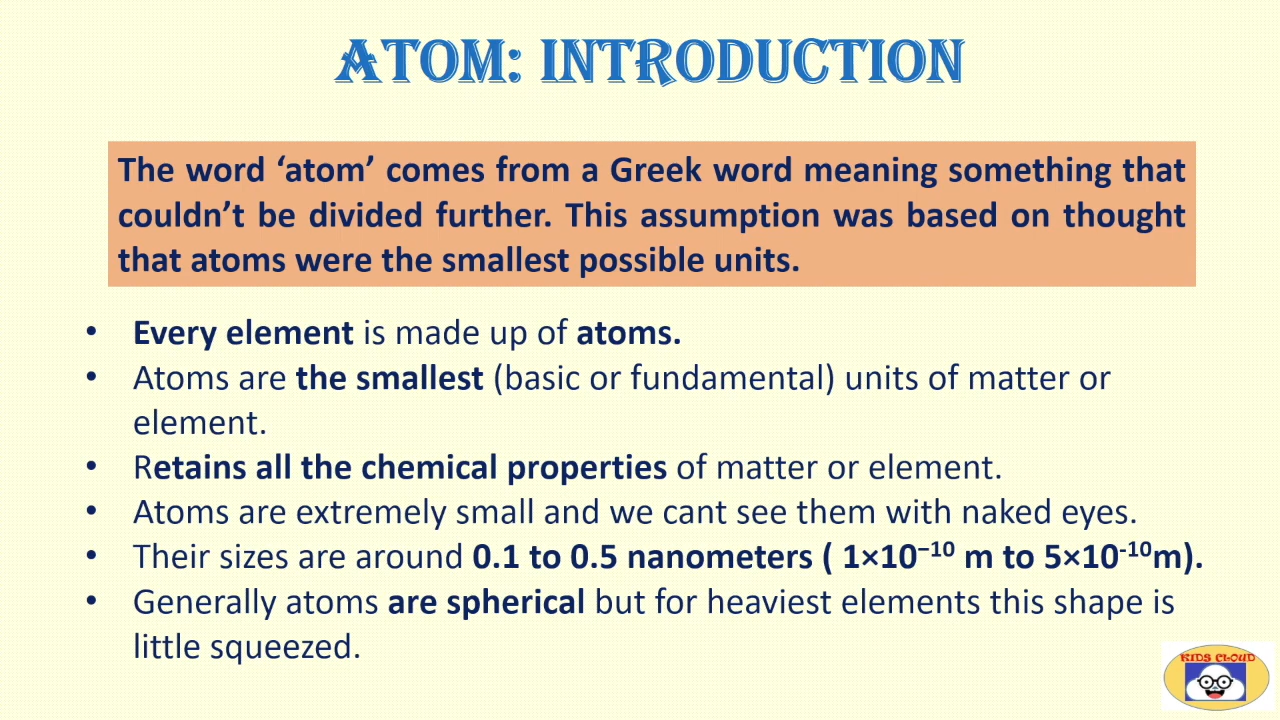 ATOM: INTRODUCTION
The word ‘atom’ comes from a Greek word meaning something that
couldn’t be divided further. This assumption was based on thought
that atoms were the smallest possible units.
• Every element is made up of atoms.
• Atoms are the smallest (basic or fundamental) units of matter or
element.
• Retains all the chemical properties of matter or element.
• Atoms are extremely small and we cant see them with naked eyes.
• Their sizes are around 0.1 to 0.5 nanometers ( 1×10⁻¹⁰ m to 5×10⁻¹⁰m).
• Generally atoms are spherical but for heaviest elements this shape is
little squeezed.
KIDS CLOUD